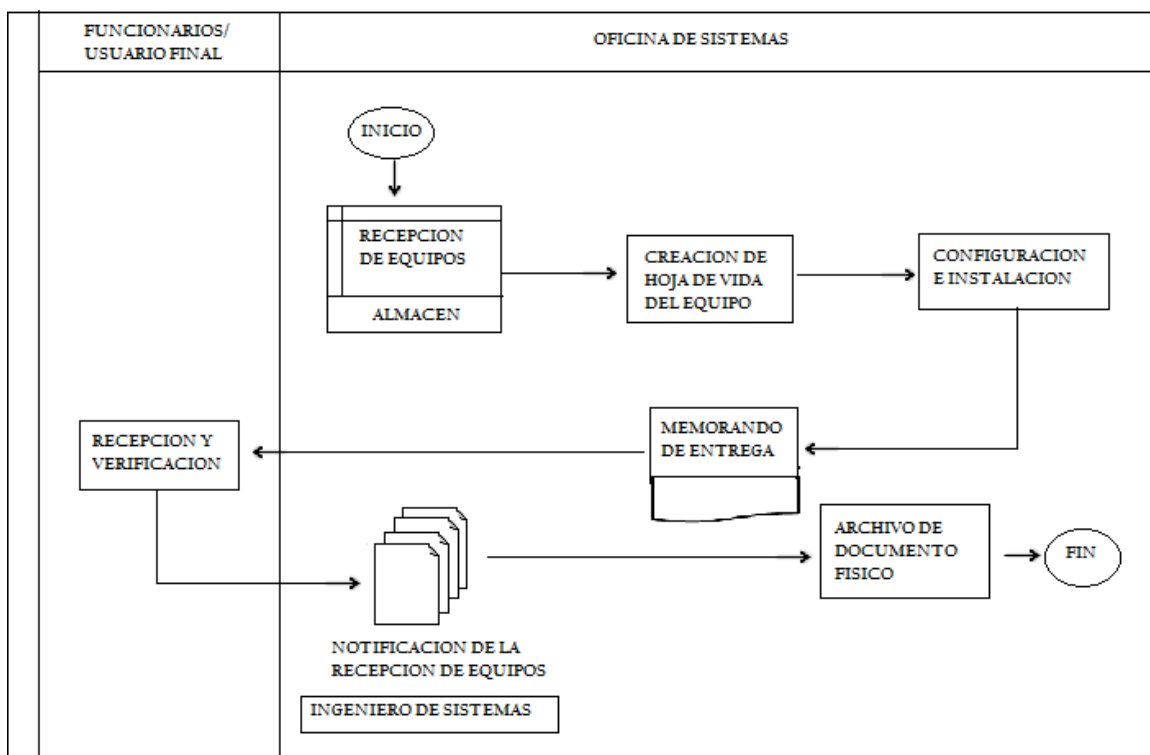 FUNCIONARIOS/
USUARIO FINAL
OFICINA DE SISTEMAS
INICIO
RECEPCION
DE EQUIPOS
ALMACEN
CREACION DE
HOJA DE VIDA
DEL EQUIPO
CONFIGURACION
E INSTALACION
MEMORANDO
DE ENTREGA
RECEPCION Y
VERIFICACION
NOTIFICACION DE LA
RECEPCION DE EQUIPOS
INGENIERO DE SISTEMAS
ARCHIVO DE
DOCUMENTO
FISICO
FIN